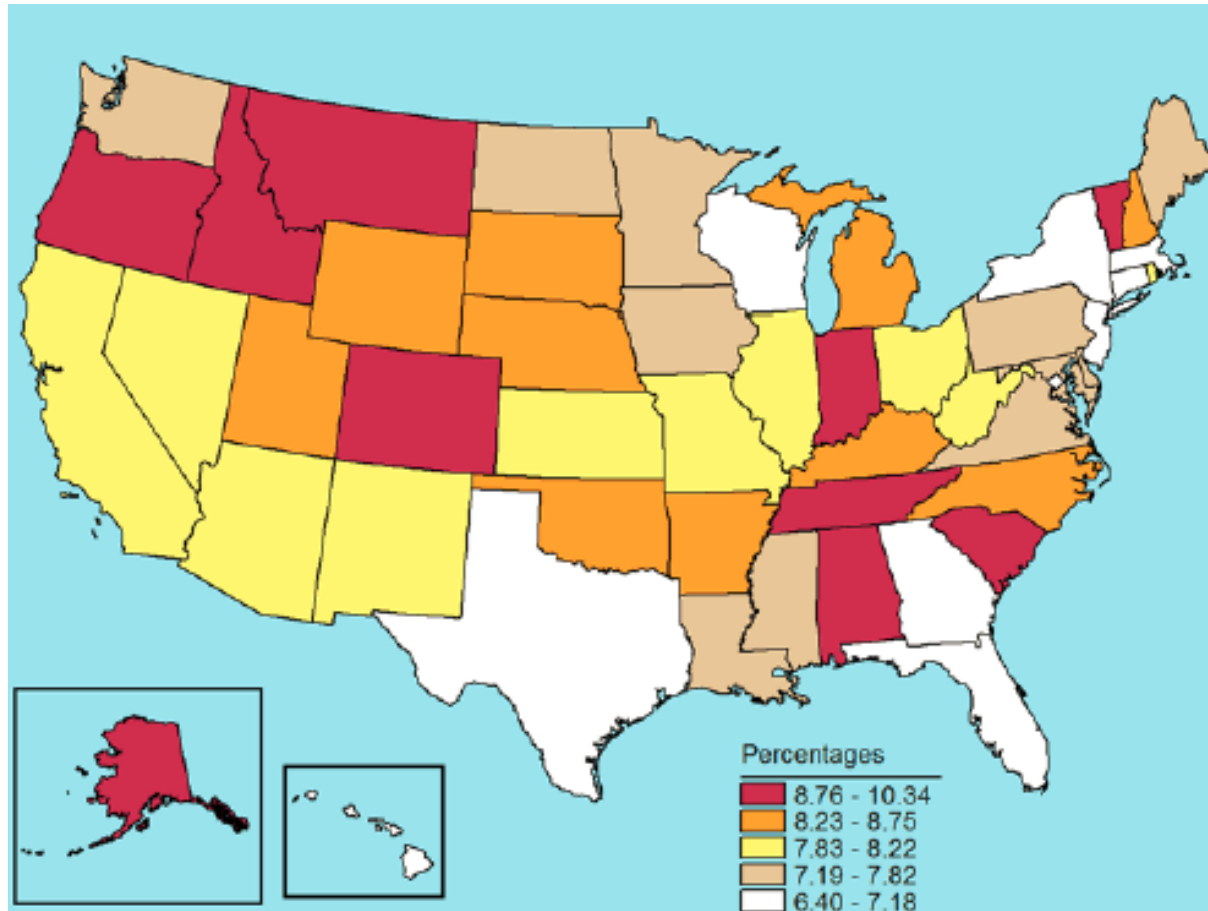 Percentages
8.76 - 10.34
8.23 - 8.75
7.83 - 8.22
7.19 - 7.82
6.40 - 7.18